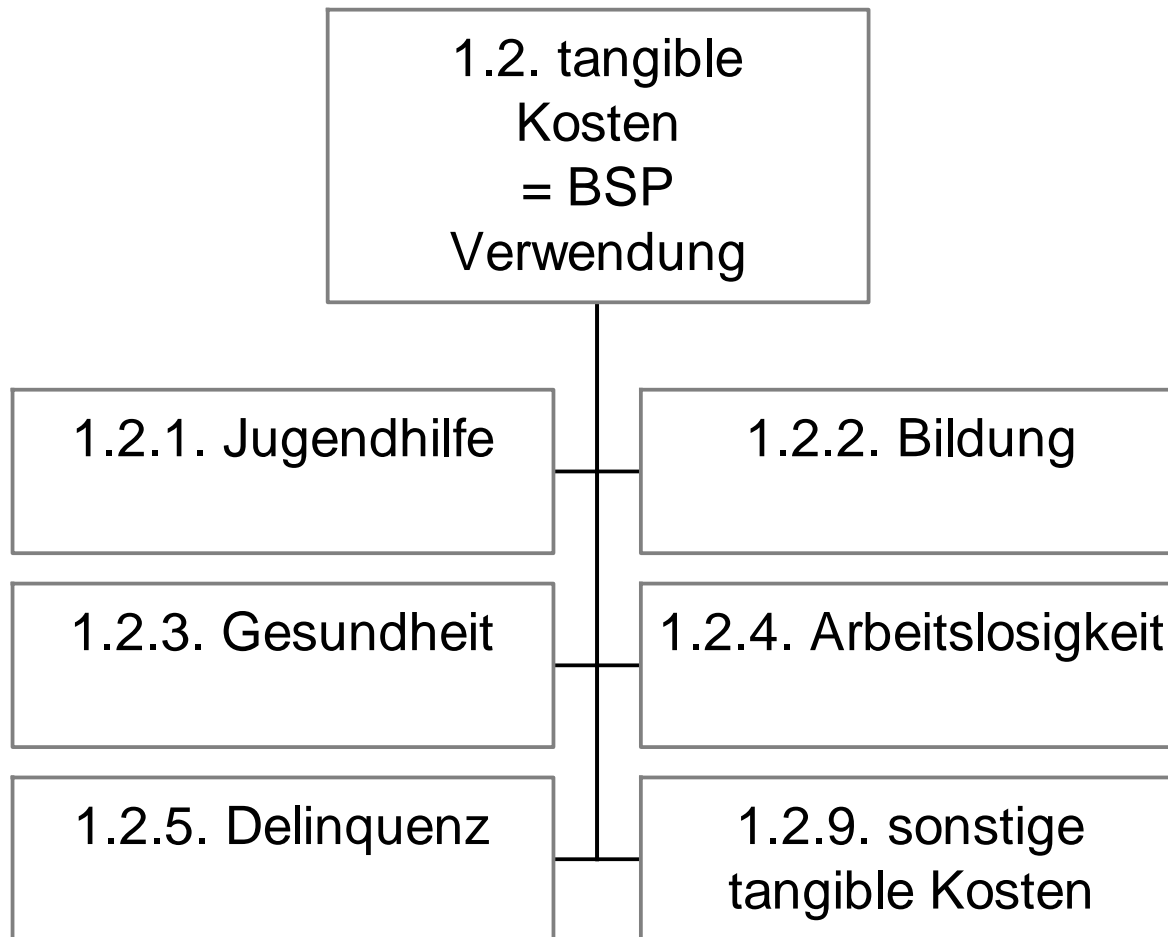 1.2. tangible
Kosten
= BSP
Verwendung
1.2.1. Jugendhilfe
1.2.2. Bildung
1.2.3. Gesundheit
1.2.4. Arbeitslosigkeit
1.2.5. Delinquenz
1.2.9. sonstige
tangible Kosten